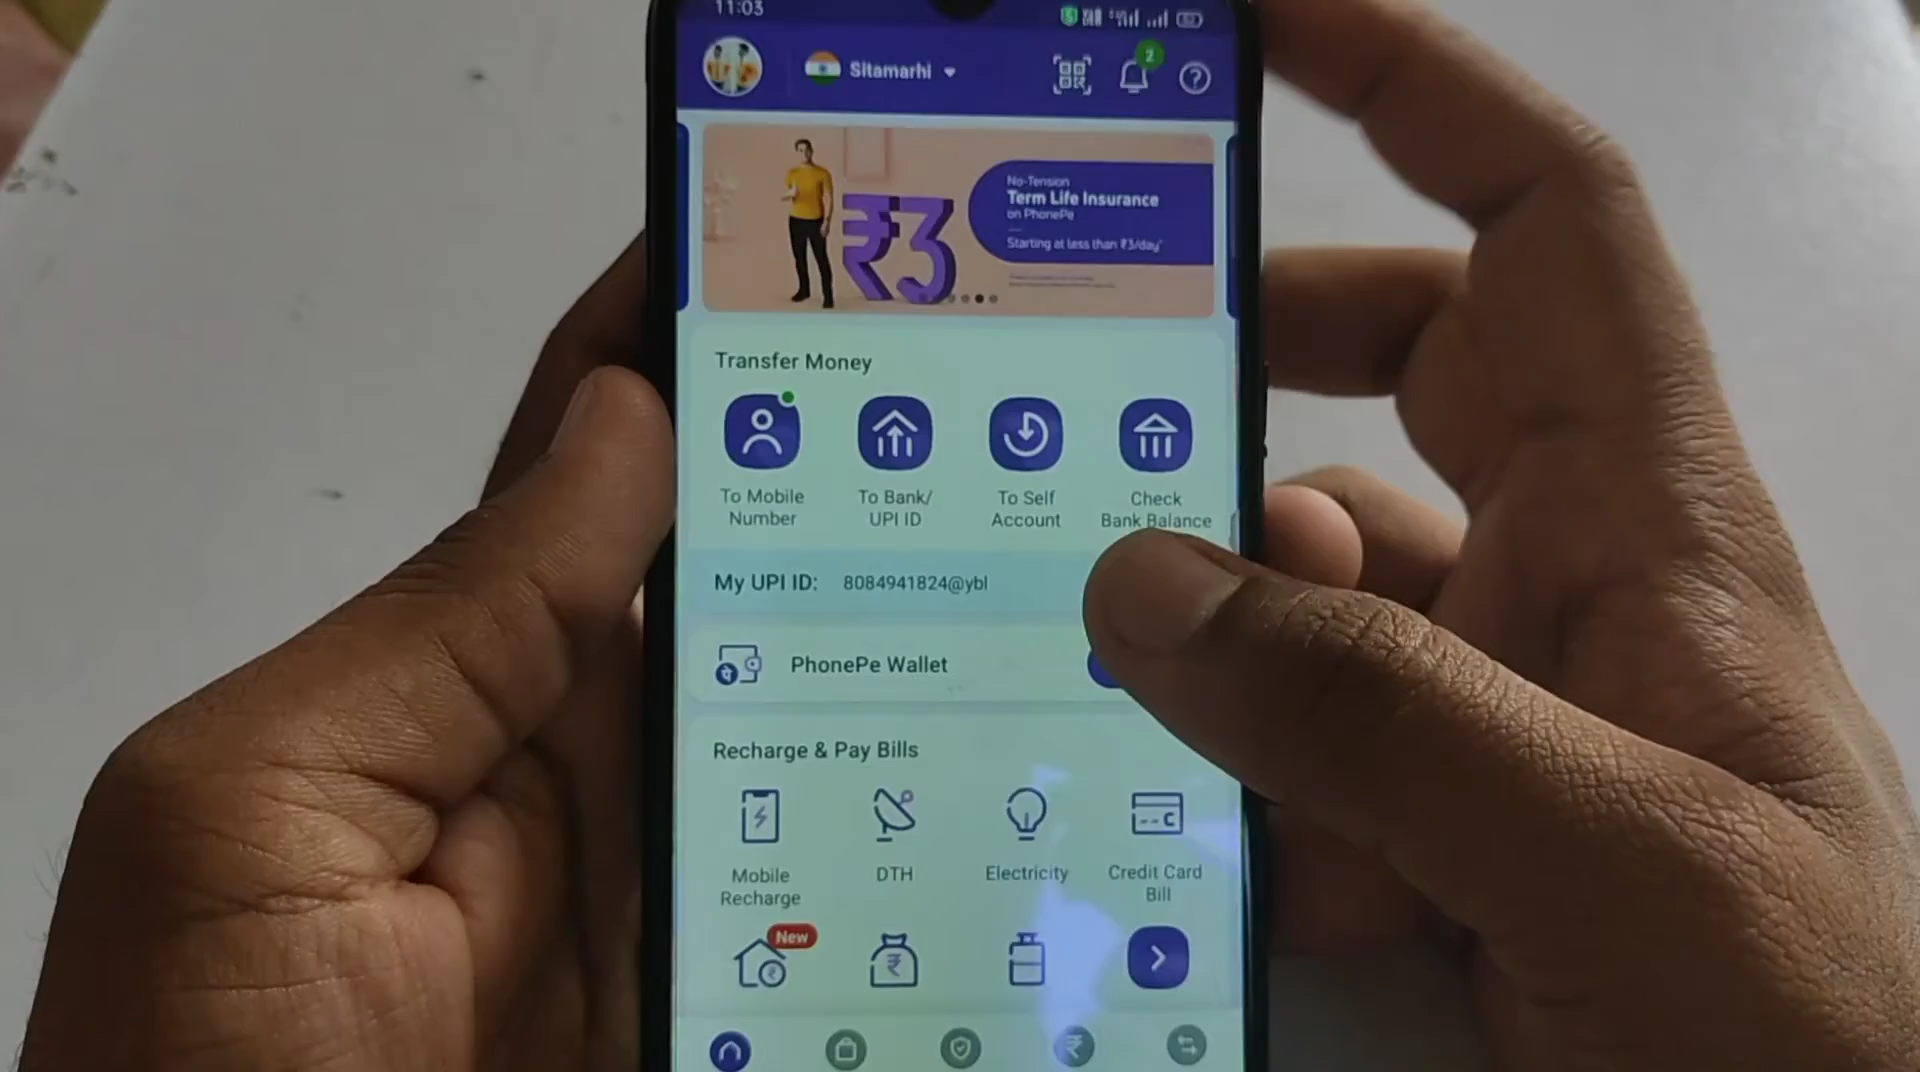 11:03
Sitamarhi
2
No-Tension
Term Life Insurance
on PhonePe
Starting at less than ₹3/day*
₹3
Transfer Money
To Mobile
Number
To Bank/
UPI ID
To Self
Account
Check
Bank Balance
My UPI ID: 8084941824@ybl
PhonePe Wallet
Recharge & Pay Bills
Mobile
Recharge
DTH
Electricity
Credit Card
Bill
New